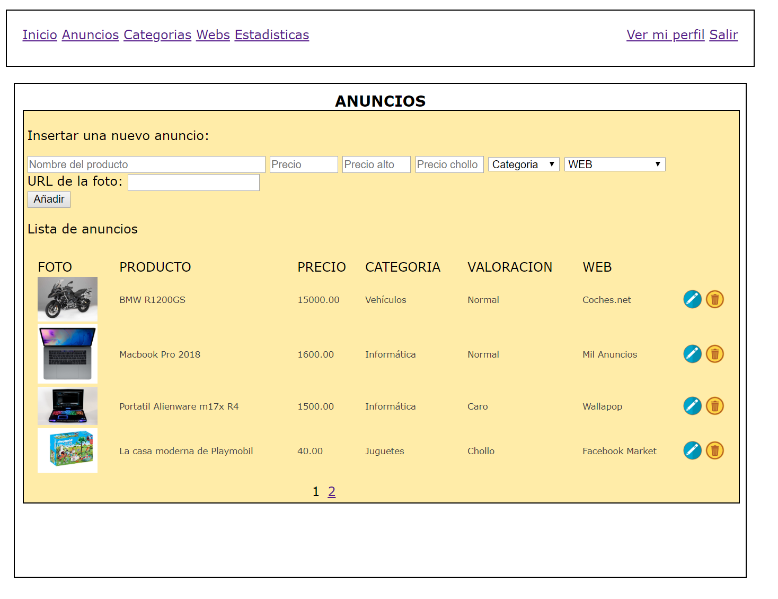 Inicio Anuncios Categorias Webs Estadisticas Ver mi perfil Salir
ANUNCIOS
Insertar una nuevo anuncio:
Nombre del producto Precio Precio alto Precio chollo Categoria WEB
URL de la foto:
Añadir
Lista de anuncios
FOTO PRODUCTO PRECIO CATEGORIA VALORACION WEB
BMW R1200GS 15000.00 Vehículos Normal Coches.net
Macbook Pro 2018 1600.00 Informática Normal Mil Anuncios
Portatil Alienware m17x R4 1500.00 Informática Caro Wallapop
La casa moderna de Playmobil 40.00 Juguetes Chollo Facebook Market
1 2